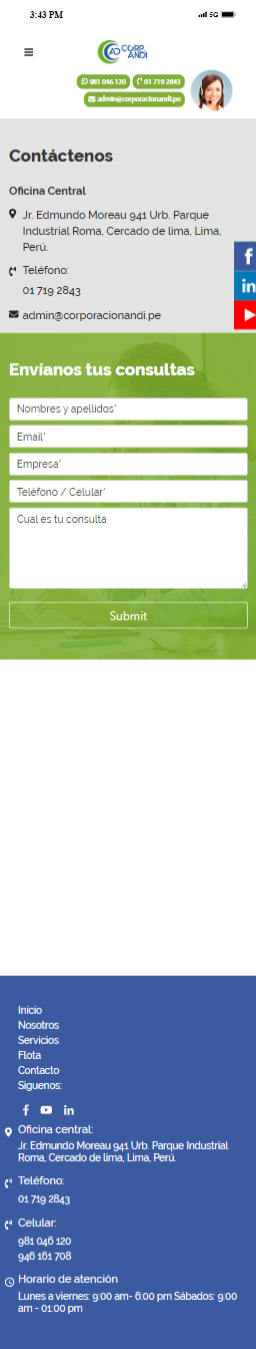 3:43 PM
5G
CORP.
AD ANDI
981 046 120
01 719 2843
admin@corporacionandi.pe
Contáctenos
Oficina Central
Jr. Edmundo Moreau 941 Urb. Parque
Industrial Roma, Cercado de lima, Lima,
Perú.
Teléfono:
01 719 2843
admin@corporacionandi.pe
Envíanos tus consultas
Nombres y apellidos*
Email*
Empresa*
Teléfono / Celular*
Cual es tu consulta
Submit
Inicio
Nosotros
Servicios
Flota
Contacto
Siguenos:
Oficina central:
Jr. Edmundo Moreau 941 Urb. Parque Industrial
Roma, Cercado de lima, Lima, Perú.
Teléfono:
01 719 2843
Celular:
981 046 120
946 161 708
Horario de atención
Lunes a viernes: 9:00 am- 6:00 pm Sábados: 9:00
am - 01:00 pm